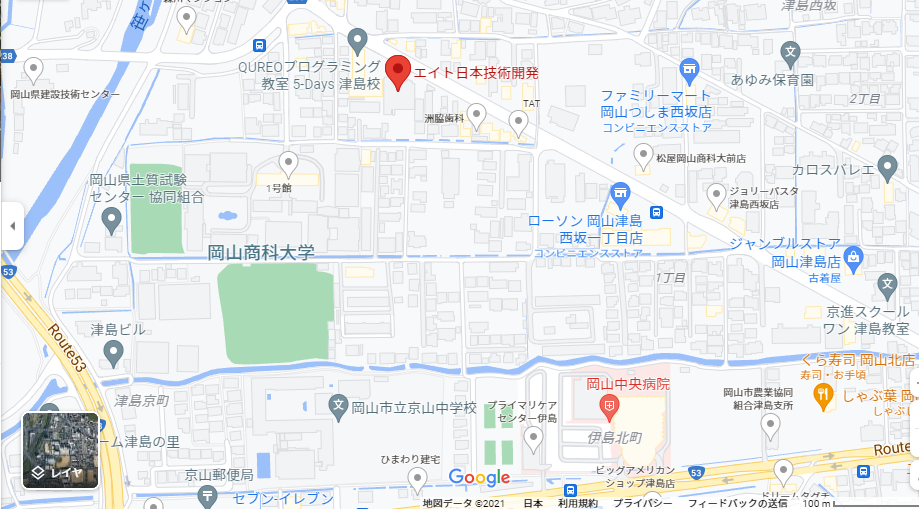 津島西坂
笹ヶ
38
QUREOプログラミング
教室 5-Days 津島校
エイト日本技術開発
岡山県建設技術センター
洲脇歯科
TAT
ファミリーマート
岡山つしま西坂店
コンビニエンスストア
あゆみ保育園
2丁目
松屋岡山商科大前店
カロスバレエ
1号館
岡山県土質試験
センター 協同組合
ジョリーパスタ
津島西坂店
ローソン 岡山津島
西坂一丁目店
コンビニエンスストア
岡山商科大学
ジャンブルストア
岡山津島店
古着屋
53
1丁目
京進スクール
ワン 津島教室
Route53
津島ビル
くら寿司 岡山北店
寿司・お手頃
岡山中央病院
しゃぶ葉 岡
しゃぶし
岡山市農業協同
組合津島支所
津島京町
岡山市立京山中学校
プライマリケア
センター伊島
伊島北町
ーム津島の里
レイヤ
京山郵便局
ひまわり建宅
ビッグアメリカン
ショップ津島店
53
Route
セブン-イレブン
Google
ドリームタグチ
地図データ ©2021 日本 利用規約 プライバシー フィードバックの送信 100 m